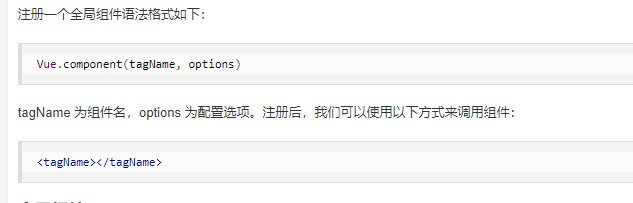 注册一个全局组件语法格式如下：
Vue.component(tagName, options)
tagName 为组件名，options 为配置选项。注册后，我们可以使用以下方式来调用组件：
<tagName></tagName>